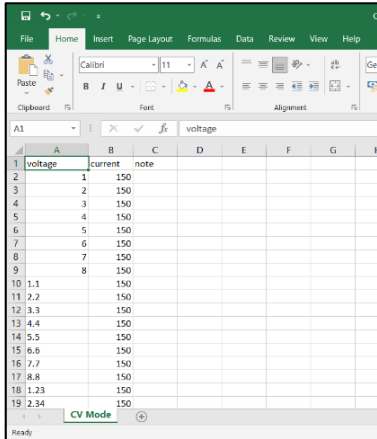 File Home Insert Page Layout Formulas Data Review View Help
Calibri 11 A A ab Ge
Paste B I U A
Clipboard Font Alignment
A1 fx voltage
A B C D E F G
1 voltage current note
2 1 150
3 2 150
4 3 150
5 4 150
6 5 150
7 6 150
8 7 150
9 8 150
10 1.1 150
11 2.2 150
12 3.3 150
13 4.4 150
14 5.5 150
15 6.6 150
16 7.7 150
17 8.8 150
18 1.23 150
19 2.34 150
CV Mode
Ready